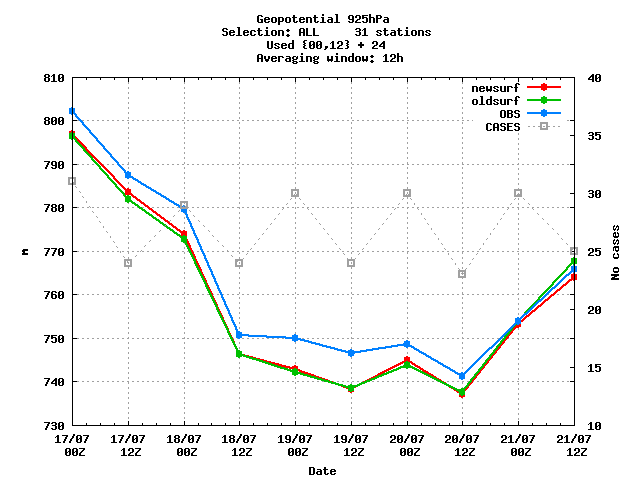 Geopotential 925hPa
Selection: ALL     31 stations
Used {00,12} + 24
Averaging window: 12h
newsurf
oldsurf
OBS
CASES
810
800
790
780
770
760
750
740
730
m
40
35
30
25
20
15
10
No cases
17/07 17/07 18/07 18/07 19/07 19/07 20/07 20/07 21/07 21/07
00Z 12Z 00Z 12Z 00Z 12Z 00Z 12Z 00Z 12Z
Date